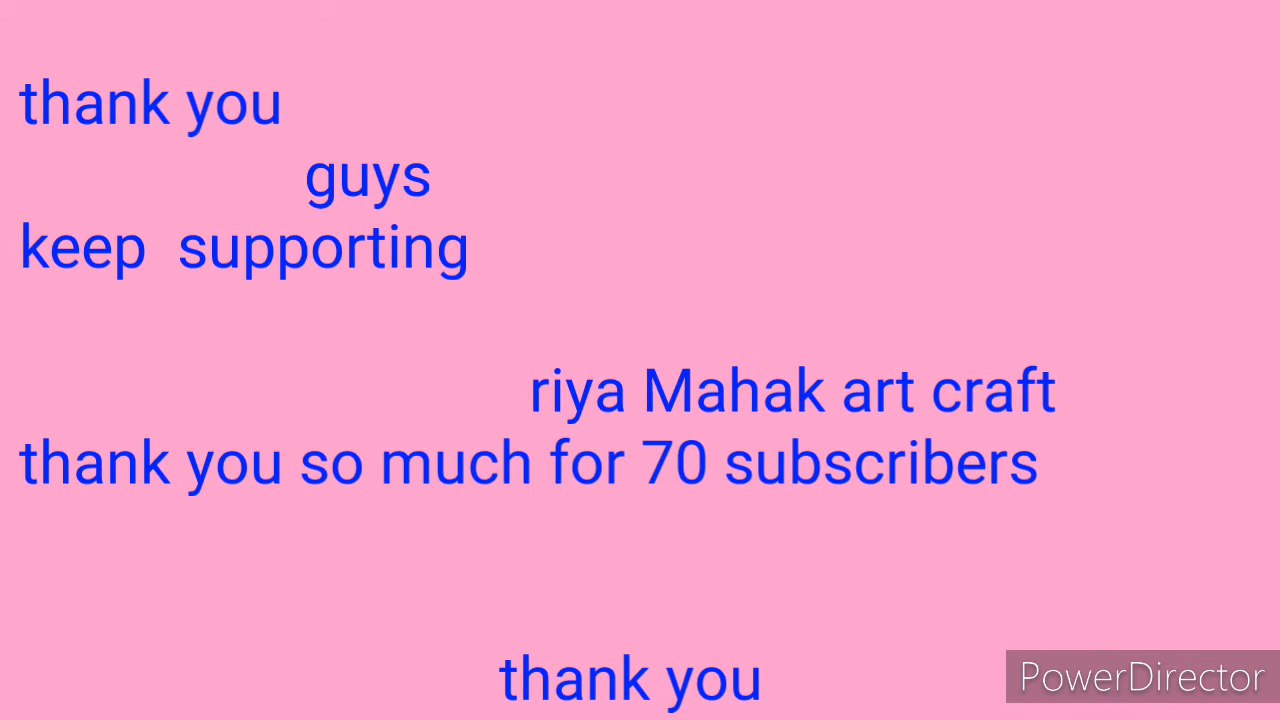 thank you
guys
keep  supporting
riya Mahak art craft
thank you so much for 70 subscribers
thank you
PowerDirector